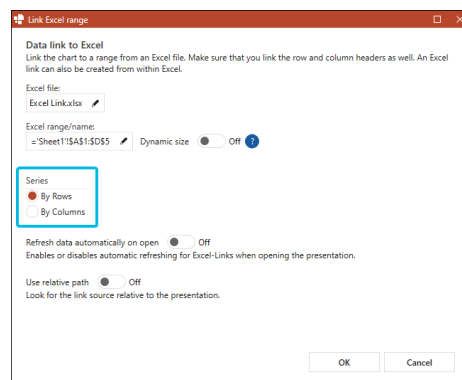 Link Excel range
Data link to Excel
Link the chart to a range from an Excel file. Make sure that you link the row and column headers as well. An Excel
link can also be created from within Excel.
Excel file:
Excel Link.xlsx
Excel range/name:
='Sheet1'!$A$1:$D$5 Dynamic size Off ?
Series
By Rows
By Columns
Refresh data automatically on open Off
Enables or disables automatic refreshing for Excel-Links when opening the presentation.
Use relative path Off
Look for the link source relative to the presentation.
OK Cancel